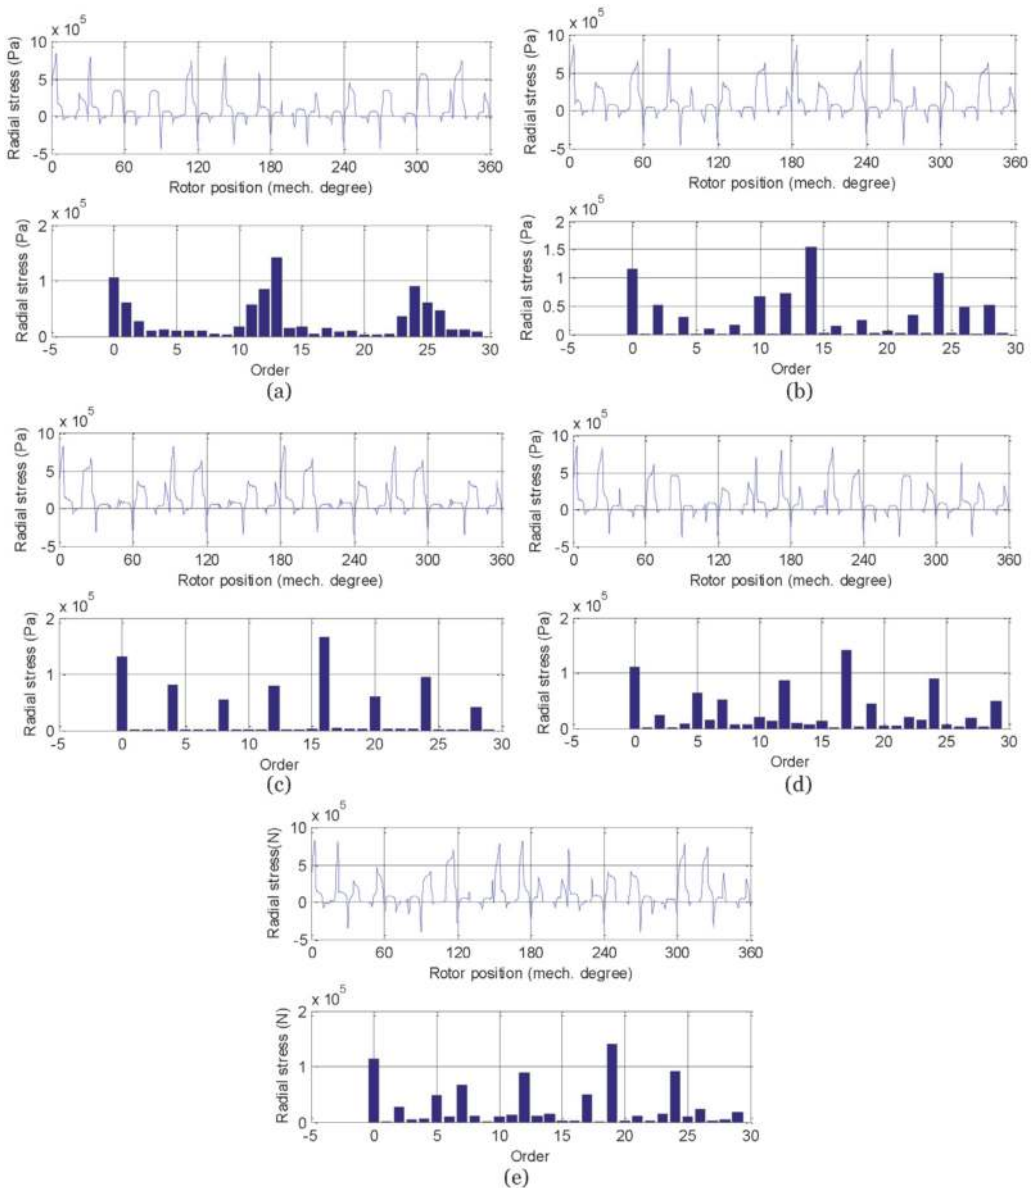 x 10^5
Radial stress (Pa)
10
5
0
-5
0 60 120 180 240 300 360
Rotor position (mech. degree)
x 10^5
Radial stress (Pa)
2
1
0
-5 0 5 10 15 20 25 30
Order
(a)
x 10^5
Radial stress (Pa)
10
5
0
-5
0 60 120 180 240 300 360
Rotor position (mech. degree)
x 10^5
Radial stress (Pa)
2
1.5
1
0.5
0
-5 0 5 10 15 20 25 30
Order
(b)
x 10^5
Radial stress (Pa)
10
5
0
-5
0 60 120 180 240 300 360
Rotor position (mech. degree)
x 10^5
Radial stress (Pa)
2
1
0
-5 0 5 10 15 20 25 30
Order
(c)
x 10^5
Radial stress (Pa)
10
5
0
-5
0 60 120 180 240 300 360
Rotor position (mech. degree)
x 10^5
Radial stress (Pa)
2
1
0
-5 0 5 10 15 20 25 30
Order
(d)
x 10^5
Radial stress(N)
10
5
0
-5
0 60 120 180 240 300 360
Rotor position (mech. degree)
x 10^5
Radial stress (N)
2
1
0
-5 0 5 10 15 20 25 30
Order
(e)